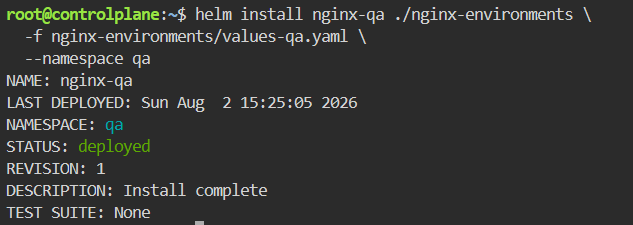 root@controlplane:~$ helm install nginx-qa ./nginx-environments \
  -f nginx-environments/values-qa.yaml \
  --namespace qa
NAME: nginx-qa
LAST DEPLOYED: Sun Aug  2 15:25:05 2026
NAMESPACE: qa
STATUS: deployed
REVISION: 1
DESCRIPTION: Install complete
TEST SUITE: None